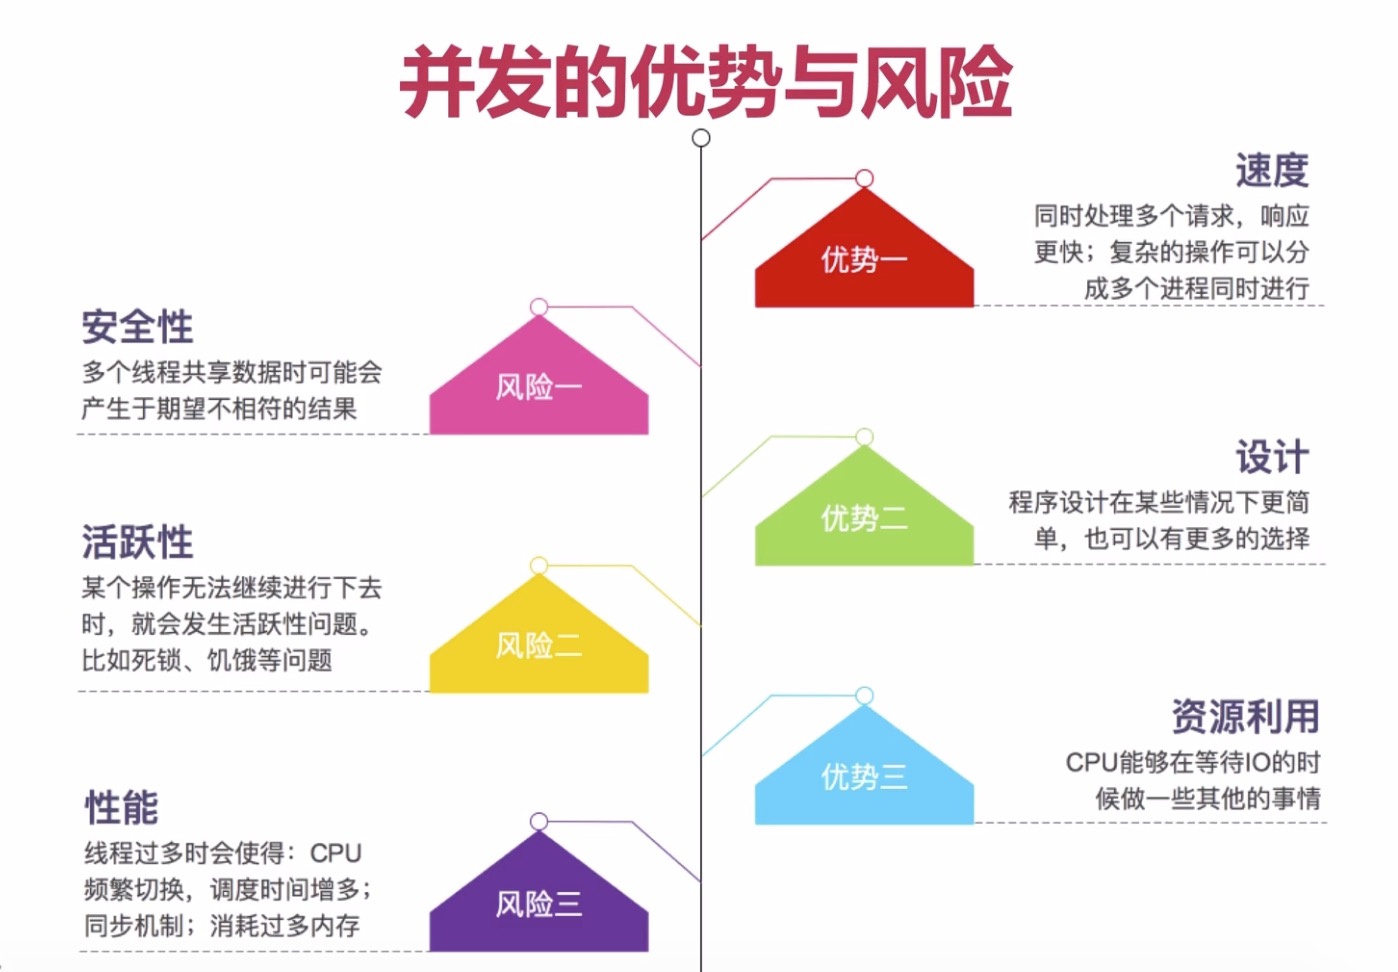 并发的优势与风险
速度
同时处理多个请求，响应
更快；复杂的操作可以分
成多个进程同时进行
优势一
安全性
多个线程共享数据时可能会
产生于期望不相符的结果
风险一
设计
程序设计在某些情况下更简
单，也可以有更多的选择
优势二
活跃性
某个操作无法继续进行下去
时，就会发生活跃性问题。
比如死锁、饥饿等问题
风险二
资源利用
CPU能够在等待IO的时
候做一些其他的事情
优势三
性能
线程过多时会使得：CPU
频繁切换，调度时间增多；
同步机制；消耗过多内存
风险三